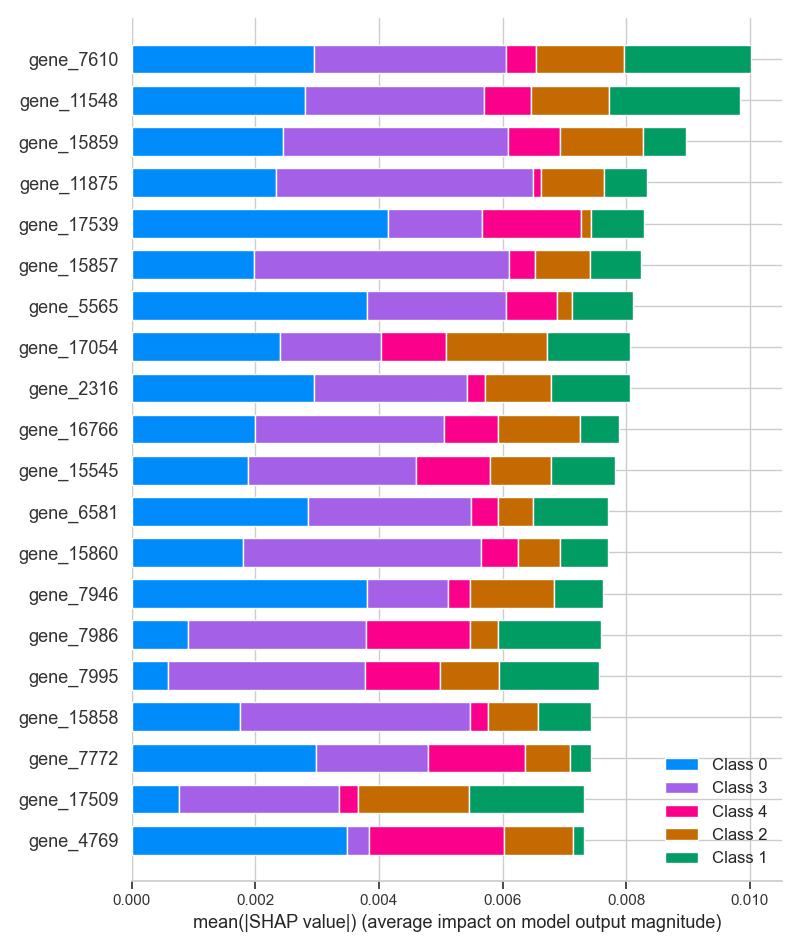 gene_7610
gene_11548
gene_15859
gene_11875
gene_17539
gene_15857
gene_5565
gene_17054
gene_2316
gene_16766
gene_15545
gene_6581
gene_15860
gene_7946
gene_7986
gene_7995
gene_15858
gene_7772
gene_17509
gene_4769
Class 0
Class 3
Class 4
Class 2
Class 1
0.000 0.002 0.004 0.006 0.008 0.010
mean(|SHAP value|) (average impact on model output magnitude)